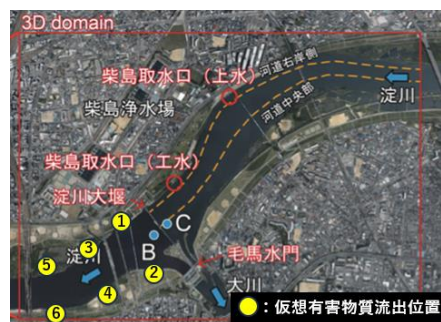 3D domain
柴島取水口（上水）
河道右岸側
淀川
河道中央部
柴島浄水場
柴島取水口（工水）
淀川大堰
1
C
B
淀川
3
毛馬水門
2
5
大川
4
6
：仮想有害物質流出位置